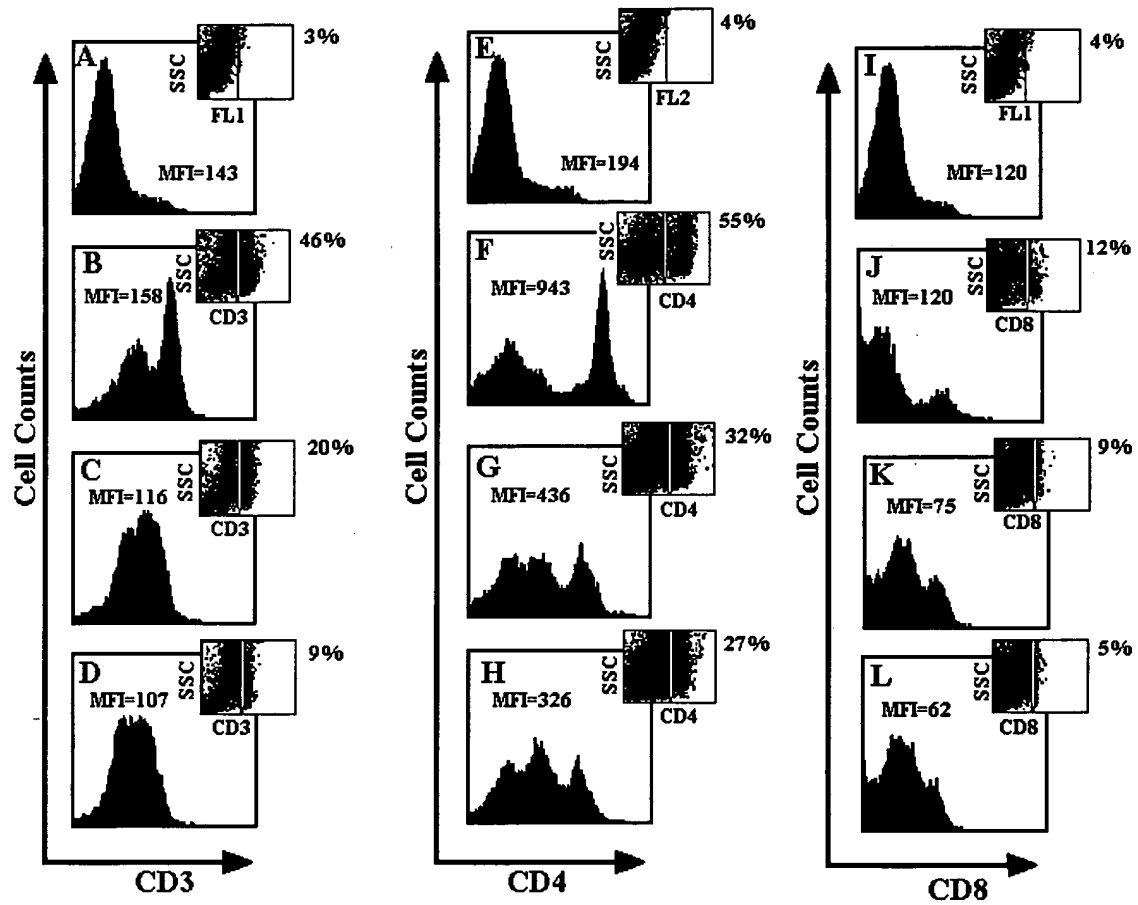 A
SSC
3%
FL1
MFI=143
B
SSC
46%
CD3
MFI=158
C
SSC
20%
CD3
MFI=116
D
SSC
9%
CD3
MFI=107
Cell Counts
CD3
E
SSC
4%
FL2
MFI=194
F
SSC
55%
CD4
MFI=943
G
SSC
32%
CD4
MFI=436
H
SSC
27%
CD4
MFI=326
Cell Counts
CD4
I
SSC
4%
FL1
MFI=120
J
SSC
12%
CD8
MFI=120
K
SSC
9%
CD8
MFI=75
L
SSC
5%
CD8
MFI=62
Cell Counts
CD8